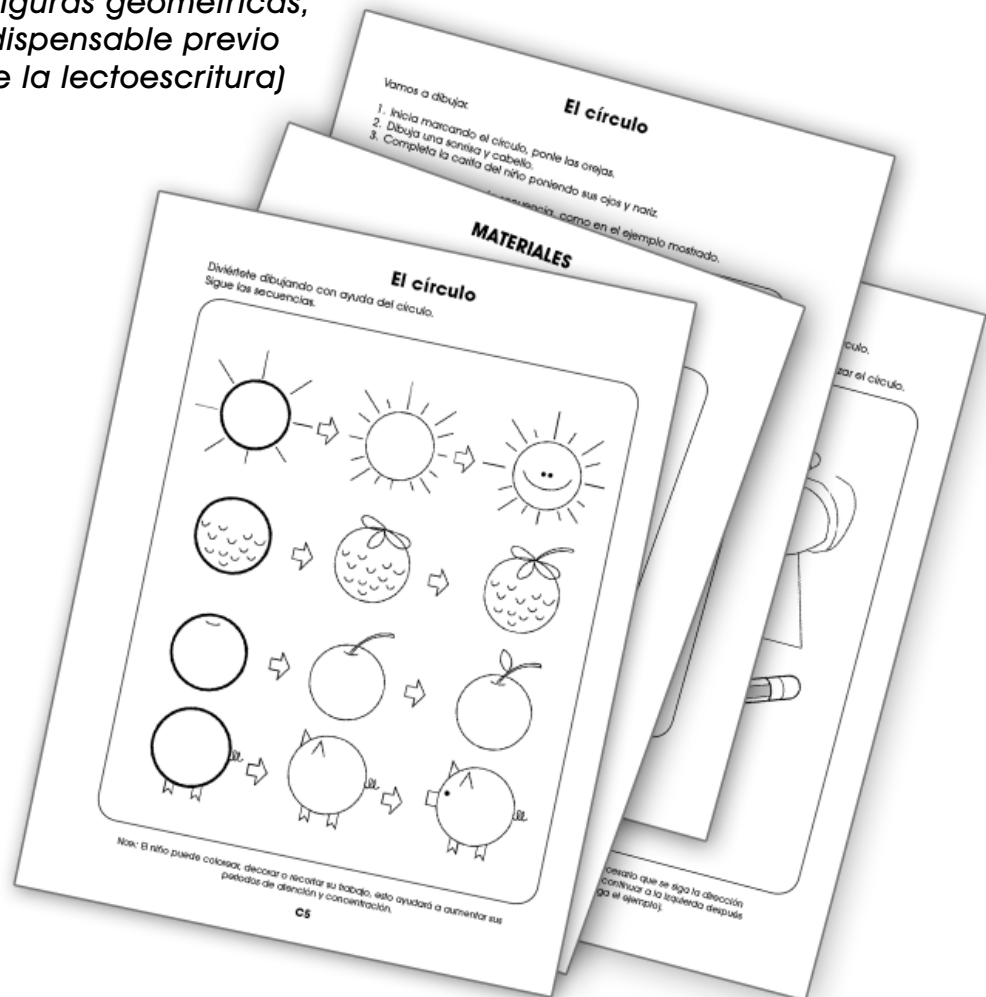 iguras geométricas,
dispensable previo
e la lectoescritura)
El círculo
Vamos a dibujar.
1. Inicia marcando el círculo, ponle las orejas.
2. Dibuja una sonrisa y cabello.
3. Completa la carita del niño poniendo sus ojos y nariz.
secuencia, como en el ejemplo mostrado.
MATERIALES
El círculo
Diviértete dibujando con ayuda del círculo.
Sigue las secuencias.
Nota: El niño puede colorear, decorar o recortar su trabajo, esto ayudará a aumentar sus
periodos de atención y concentración.
C5
culo.
zar el círculo.
cesario que se siga la dirección
continuar a la izquierda después
ga el ejemplo).